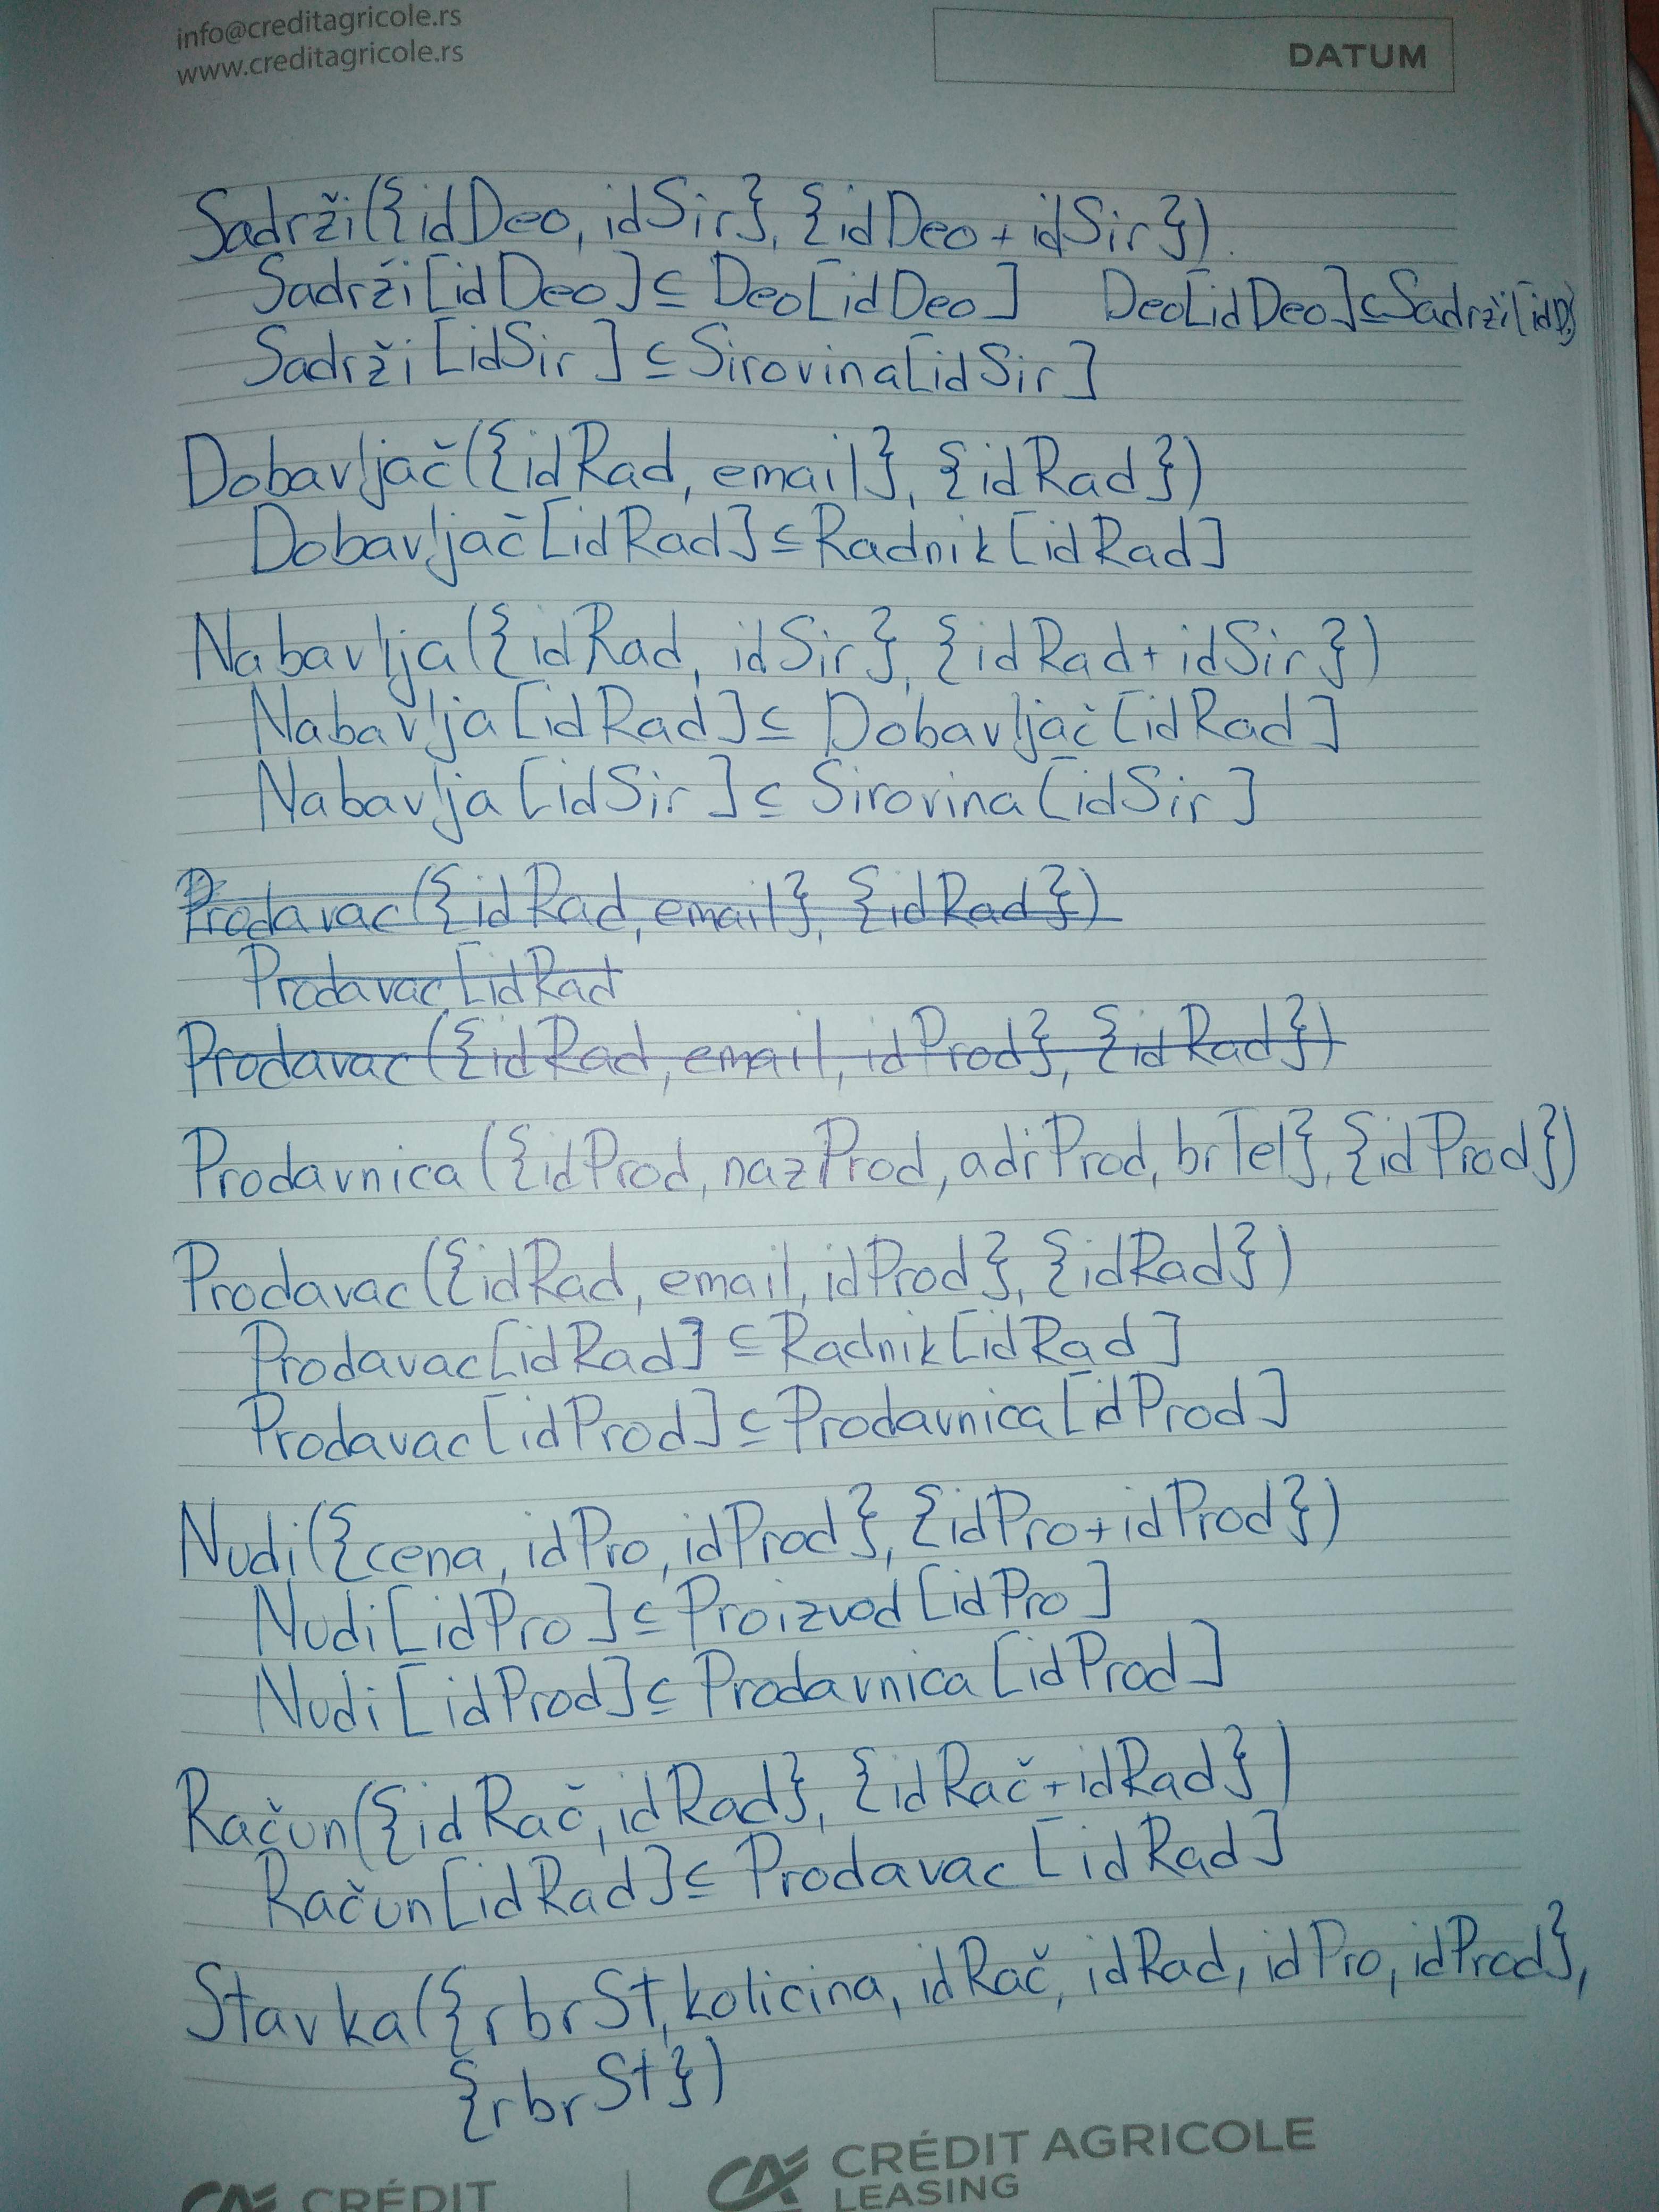 info@creditagricole.rs
www.creditagricole.rs
DATUM
Sadrži({idDeo, idSir}, {idDeo+idSir})
Sadrži[idDeo]⊆Deo[idDeo] Deo[idDeo]⊆Sadrži[idD]
Sadrži[idSir]⊆Sirovina[idSir]
Dobavljač({idRad, email}, {idRad})
Dobavljač[idRad]⊆Radnik[idRad]
Nabavlja({idRad, idSir}, {idRad+idSir})
Nabavlja[idRad]⊆Dobavljač[idRad]
Nabavlja[idSir]⊆Sirovina[idSir]
Prodavac({idRad, email}, {idRad})
Prodavac[idRad
Prodavac({idRad, email, idProd}, {idRad})
Prodavnica({idProd, nazProd, adrProd, brTel}, {idProd})
Prodavac({idRad, email, idProd}, {idRad})
Prodavac[idRad]⊆Radnik[idRad]
Prodavac[idProd]⊆Prodavnica[idProd]
Nudi({cena, idPro, idProd}, {idPro+idProd})
Nudi[idPro]⊆Proizvod[idPro]
Nudi[idProd]⊆Prodavnica[idProd]
Račun({idRač, idRad}, {idRač+idRad})
Račun[idRad]⊆Prodavac[idRad]
Stavka({rbrSt, kolicina, idRač, idRad, idPro, idProd},
{rbrSt})
CRÉDIT
CRÉDIT AGRICOLE
LEASING